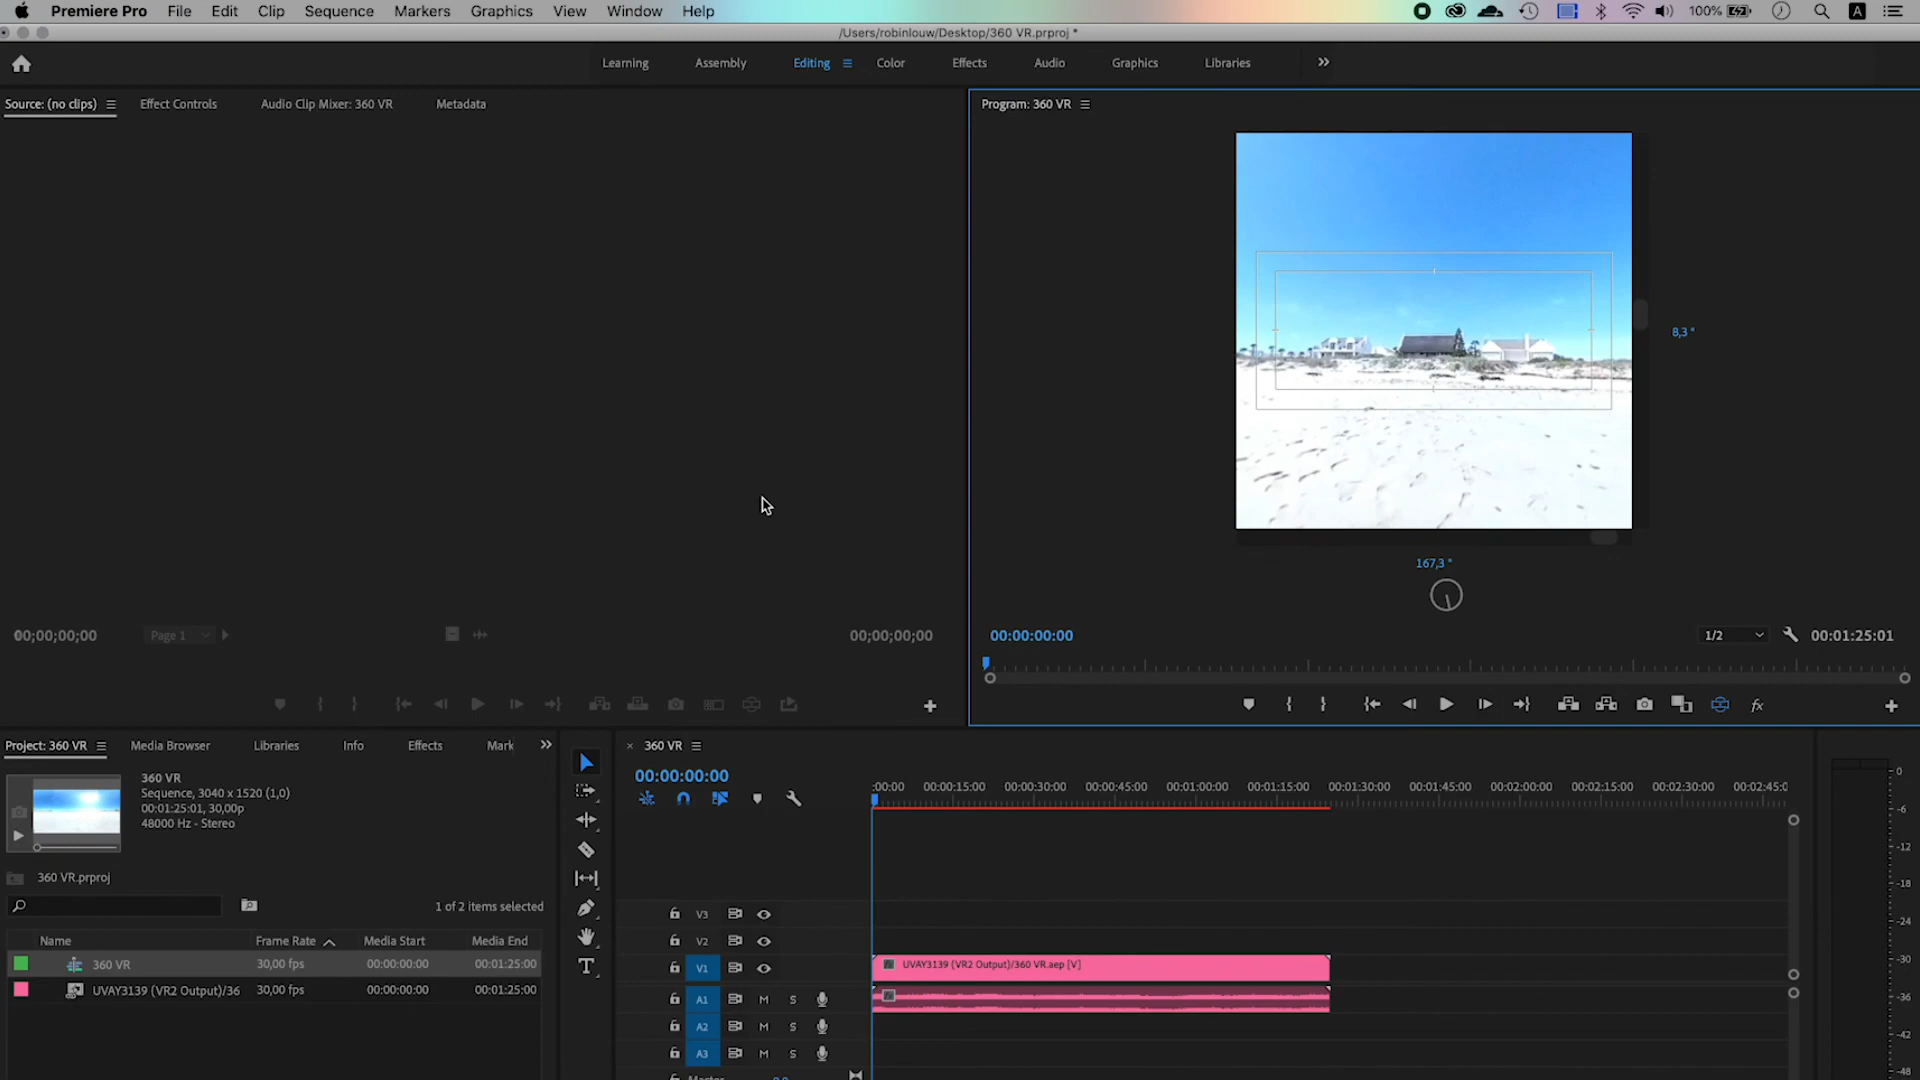 Premiere Pro File Edit Clip Sequence Markers Graphics View Window Help 100% A
/Users/robinlouw/Desktop/360 VR.prproj *
Learning Assembly Editing Color Effects Audio Graphics Libraries
Source: (no clips) Effect Controls Audio Clip Mixer: 360 VR Metadata
Program: 360 VR
8,3 °
167,3 °
00;00;00;00 Page 1 00;00;00;00
00:00:00:00 1/2 00:01:25:01
fx
Project: 360 VR Media Browser Libraries Info Effects Mark
360 VR
Sequence, 3040 x 1520 (1,0)
00:01:25:01, 30,00p
48000 Hz - Stereo
360 VR.prproj
1 of 2 items selected
Name Frame Rate Media Start Media End
360 VR 30,00 fps 00:00:00:00 00:01:25:00
UVAY3139 (VR2 Output)/36 30,00 fps 00:00:00:00 00:01:25:00
T
× 360 VR
00:00:00:00
:00:00 00:00:15:00 00:00:30:00 00:00:45:00 00:01:00:00 00:01:15:00 00:01:30:00 00:01:45:00 00:02:00:00 00:02:15:00 00:02:30:00 00:02:45:0
V3
V2
V1 UVAY3139 (VR2 Output)/360 VR.aep [V]
A1 M S
A2 M S
A3 M S
Master 0,0
0
-6
-12
-18
-24
-30
-36
-42
-48